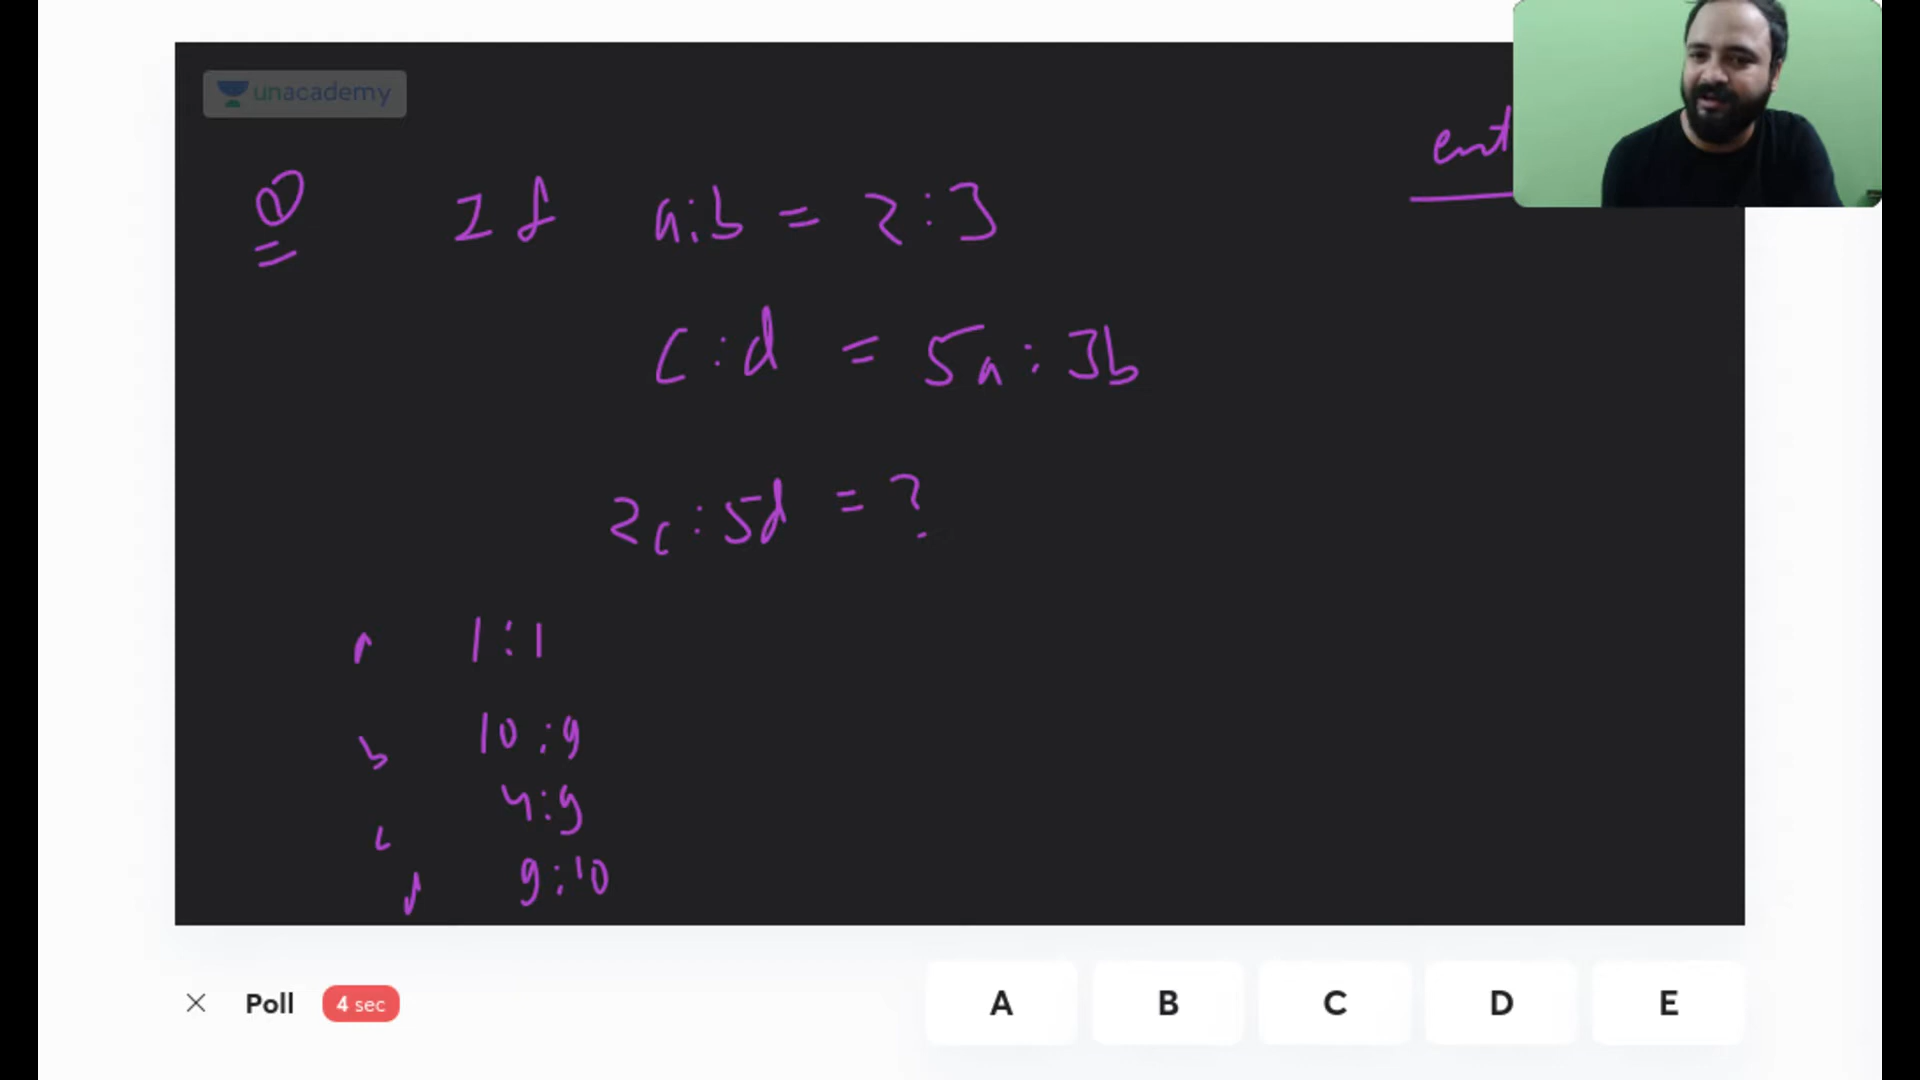 unacademy
ent
Q If a:b = 2:3
c:d = 5a:3b
2c:5d = ?
a 1:1
b 10:9
c 4:9
d 9:10
Poll 4 sec A B C D E